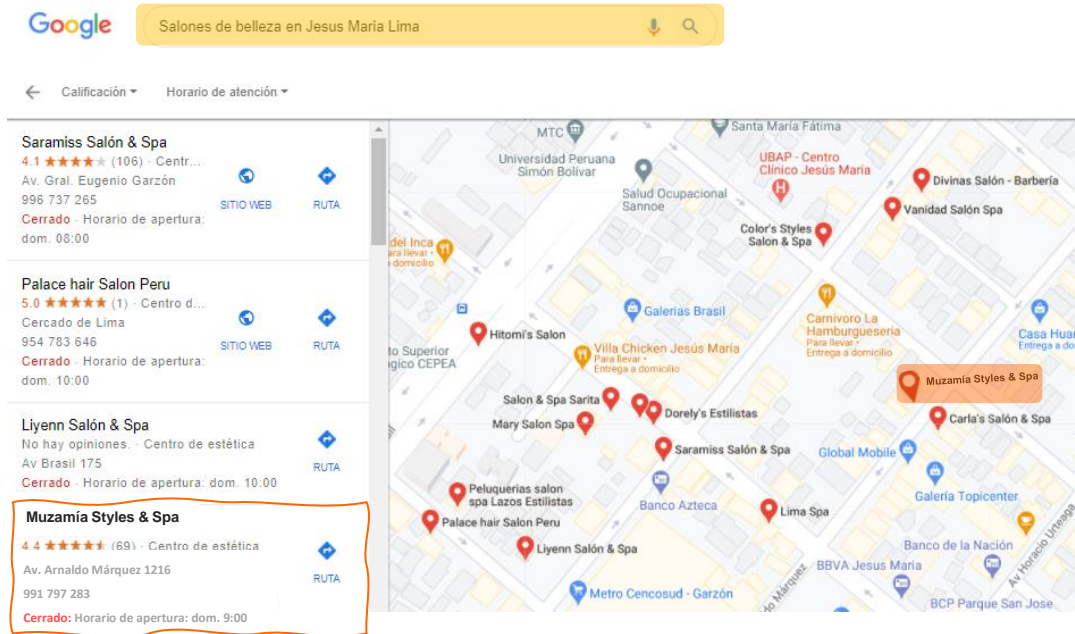 Google
Salones de belleza en Jesus Maria Lima
Calificación
Horario de atención
Saramiss Salón & Spa
4.1 (106) · Centr...
Av. Gral. Eugenio Garzón
996 737 265
Cerrado · Horario de apertura:
dom. 08:00
SITIO WEB
RUTA
Palace hair Salon Peru
5.0 (1) · Centro d...
Cercado de Lima
954 783 646
Cerrado · Horario de apertura:
dom. 10:00
SITIO WEB
RUTA
Liyenn Salón & Spa
No hay opiniones. · Centro de estética
Av Brasil 175
Cerrado · Horario de apertura: dom. 10:00
RUTA
Muzamía Styles & Spa
4.4 (69) · Centro de estética
Av. Arnaldo Márquez 1216
991 797 283
Cerrado: Horario de apertura: dom. 9:00
RUTA
MTC
Santa María Fátima
Universidad Peruana
Simón Bolívar
UBAP - Centro
Clínico Jesús María
Salud Ocupacional
Sannoe
Divinas Salón - Barbería
Vanidad Salón Spa
Color's Styles
Salon & Spa
del Inca
ara llevar ·
a domicilio
Galerias Brasil
Carnivoro La
Hamburgueseria
Para llevar ·
Entrega a domicilio
Casa Huar
Entrega a do
Hitomi's Salon
to Superior
ógico CEPEA
Villa Chicken Jesús María
Para llevar ·
Entrega a domicilio
Muzamía Styles & Spa
Salon & Spa Sarita
Dorely's Estilistas
Mary Salon Spa
Carla's Salón & Spa
Saramiss Salón & Spa
Global Mobile
Peluquerias salon
spa Lazos Estilistas
Banco Azteca
Galería Topicenter
Lima Spa
Palace hair Salon Peru
Liyenn Salón & Spa
Banco de la Nación
Av Horacio Urteaga
BBVA Jesus Maria
Metro Cencosud - Garzón
do Márquez
BCP Parque San Jose